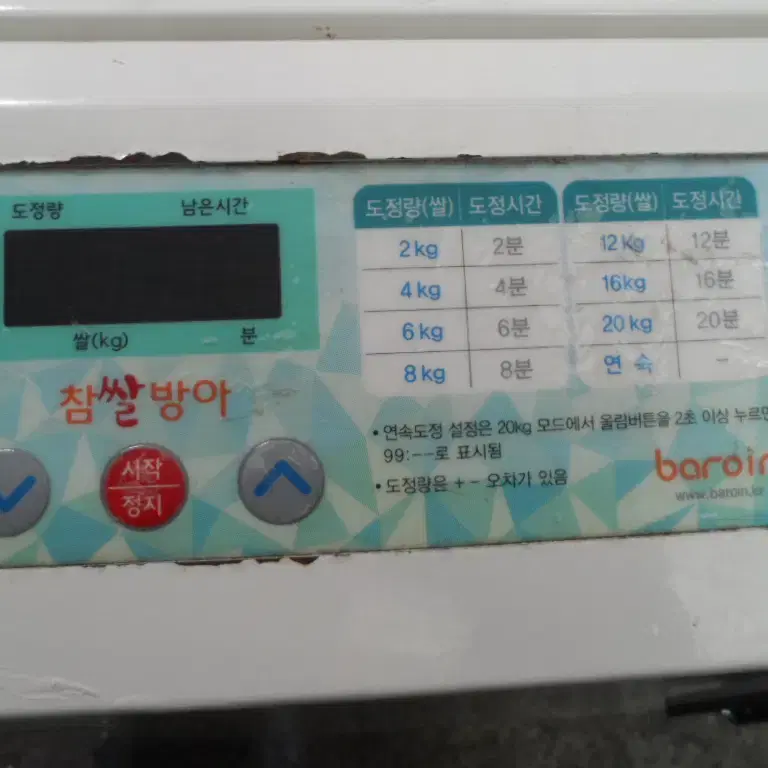 도정량 남은시간
쌀(kg) 분
참쌀방아
시작
정지
도정량(쌀) 도정시간
2kg 2분
4kg 4분
6kg 6분
8kg 8분
도정량(쌀) 도정시간
12kg 12분
16kg 16분
20kg 20분
연속 -
• 연속도정 설정은 20kg 모드에서 올림버튼을 2초 이상 누르면
99:--로 표시됨
• 도정량은 + - 오차가 있음
baroin
www.baroin.kr